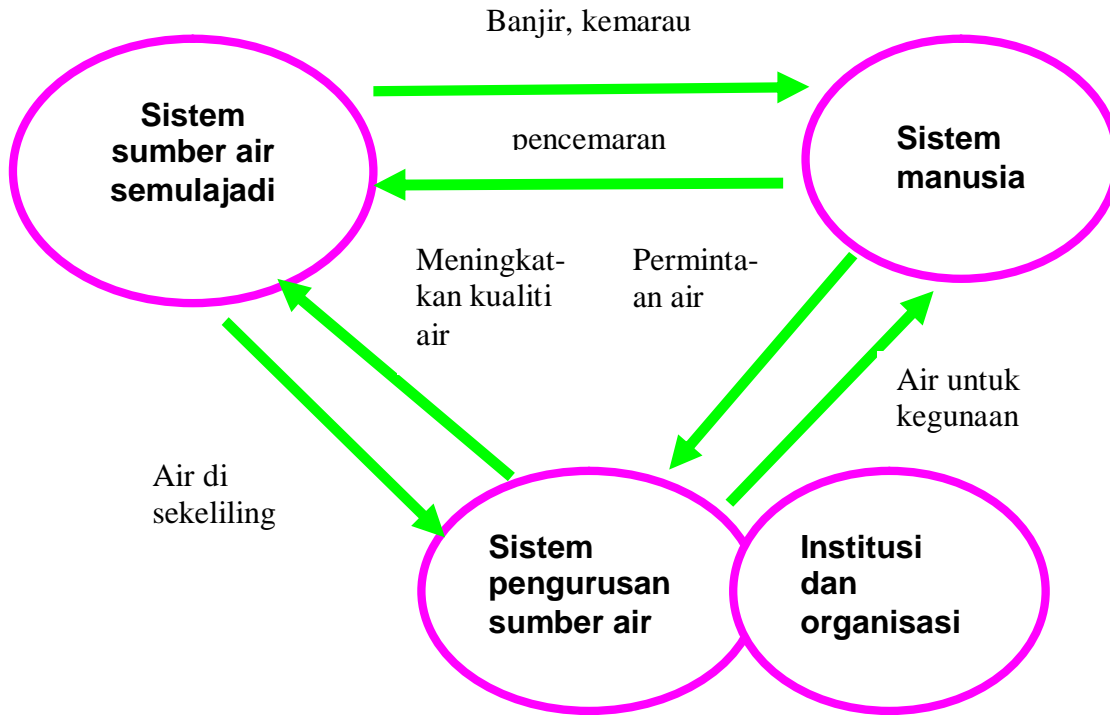 Banjir, kemarau
Sistem
sumber air
semulajadi
pencemaran
Sistem
manusia
Meningkat-
kan kualiti
air
Perminta-
an air
Air untuk
kegunaan
Air di
sekeliling
Sistem
pengurusan
sumber air
Institusi
dan
organisasi